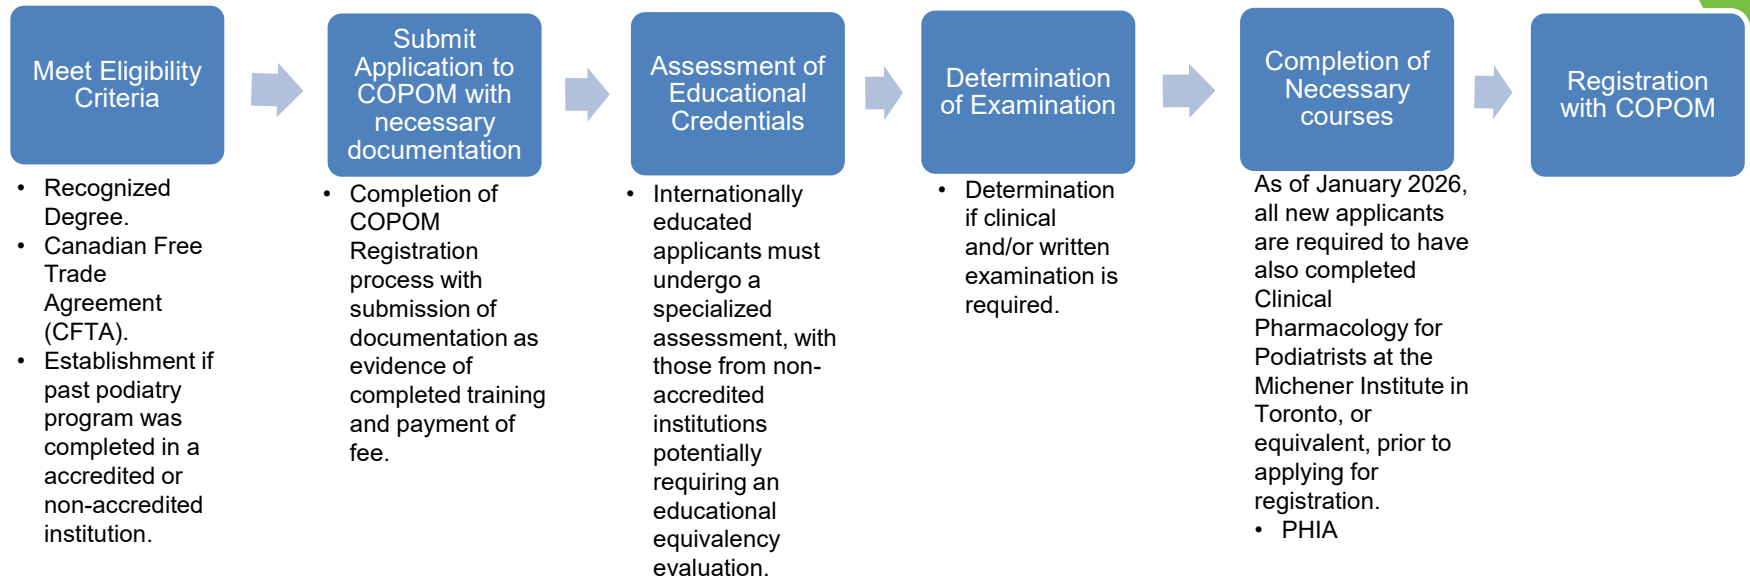 Meet Eligibility
Criteria
• Recognized
Degree.
• Canadian Free
Trade
Agreement
(CFTA).
• Establishment if
past podiatry
program was
completed in a
accredited or
non-accredited
institution.
Submit
Application to
COPOM with
necessary
documentation
• Completion of
COPOM
Registration
process with
submission of
documentation as
evidence of
completed training
and payment of
fee.
Assessment of
Educational
Credentials
• Internationally
educated
applicants must
undergo a
specialized
assessment, with
those from non-
accredited
institutions
potentially
requiring an
educational
equivalency
evaluation.
Determination
of Examination
• Determination
if clinical
and/or written
examination is
required.
Completion of
Necessary
courses
As of January 2026,
all new applicants
are required to have
also completed
Clinical
Pharmacology for
Podiatrists at the
Michener Institute in
Toronto, or
equivalent, prior to
applying for
registration.
• PHIA
Registration
with COPOM